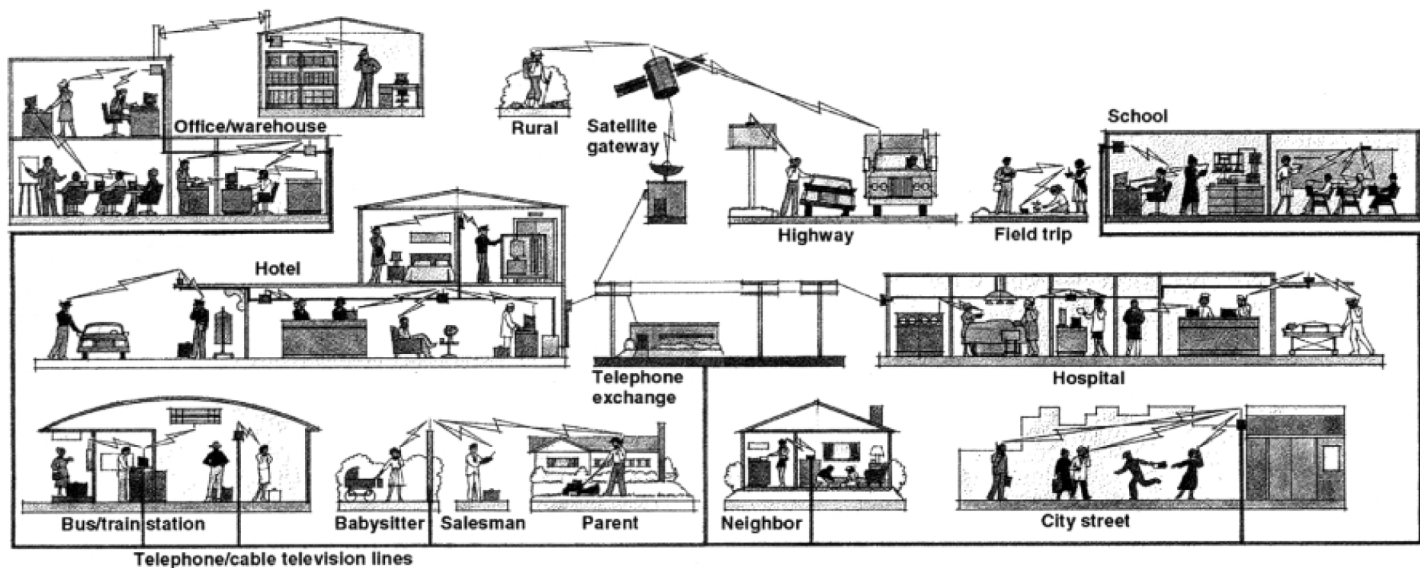 Office/warehouse
Rural
Satellite
gateway
Highway
Field trip
School
Hotel
Telephone
exchange
Hospital
Bus/train station
Babysitter
Salesman
Parent
Neighbor
City street
Telephone/cable television lines